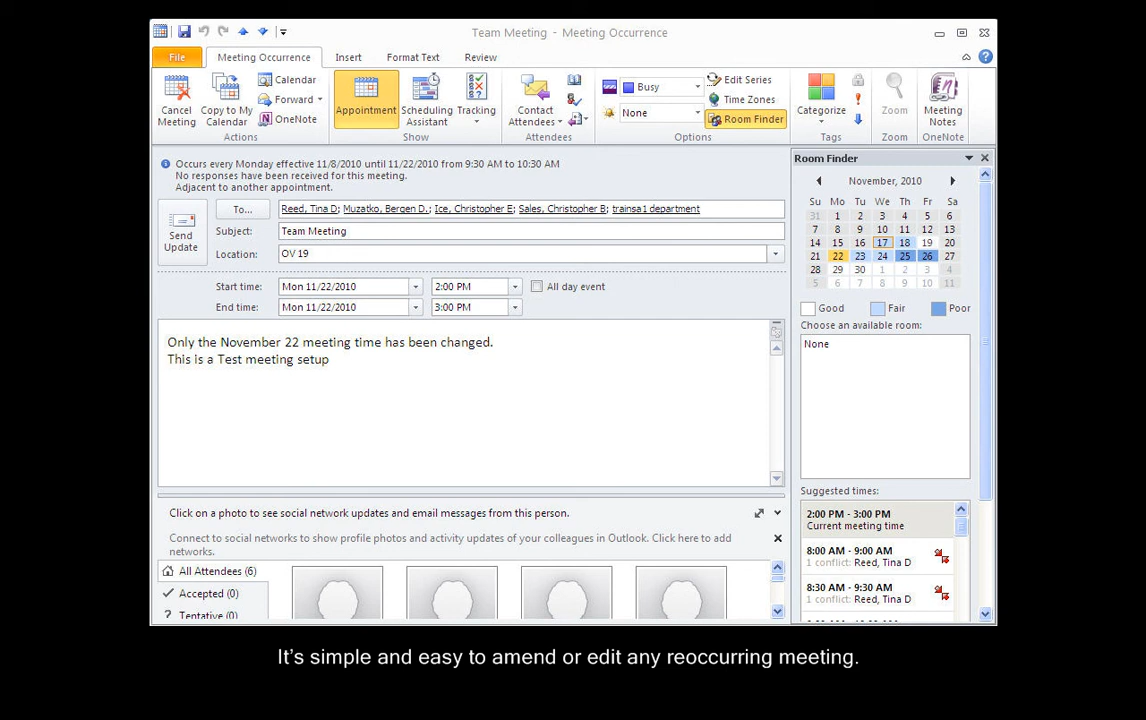 Team Meeting - Meeting Occurrence
File Meeting Occurrence Insert Format Text Review
Cancel Meeting
Copy to My Calendar
Calendar
Forward
OneNote
Actions
Appointment
Scheduling Assistant
Tracking
Show
Contact Attendees
Attendees
Busy
None
Edit Series
Time Zones
Room Finder
Options
Categorize
Tags
Zoom
Zoom
Meeting Notes
OneNote
Occurs every Monday effective 11/8/2010 until 11/22/2010 from 9:30 AM to 10:30 AM
No responses have been received for this meeting.
Adjacent to another appointment.
Send Update
To... Reed, Tina D; Muzatko, Bergen D.; Ice, Christopher E; Sales, Christopher B; trainsa1 department
Subject: Team Meeting
Location: OV 19
Start time: Mon 11/22/2010 2:00 PM All day event
End time: Mon 11/22/2010 3:00 PM
Only the November 22 meeting time has been changed.
This is a Test meeting setup
Click on a photo to see social network updates and email messages from this person.
Connect to social networks to show profile photos and activity updates of your colleagues in Outlook. Click here to add
networks.
All Attendees (6)
Accepted (0)
? Tentative (0)
Room Finder
November, 2010
Su Mo Tu We Th Fr Sa
31 1 2 3 4 5 6
7 8 9 10 11 12 13
14 15 16 17 18 19 20
21 22 23 24 25 26 27
28 29 30 1 2 3 4
5 6 7 8 9 10 11
Good Fair Poor
Choose an available room:
None
Suggested times:
2:00 PM - 3:00 PM
Current meeting time
8:00 AM - 9:00 AM
1 conflict: Reed, Tina D
8:30 AM - 9:30 AM
1 conflict: Reed, Tina D
It's simple and easy to amend or edit any reoccurring meeting.